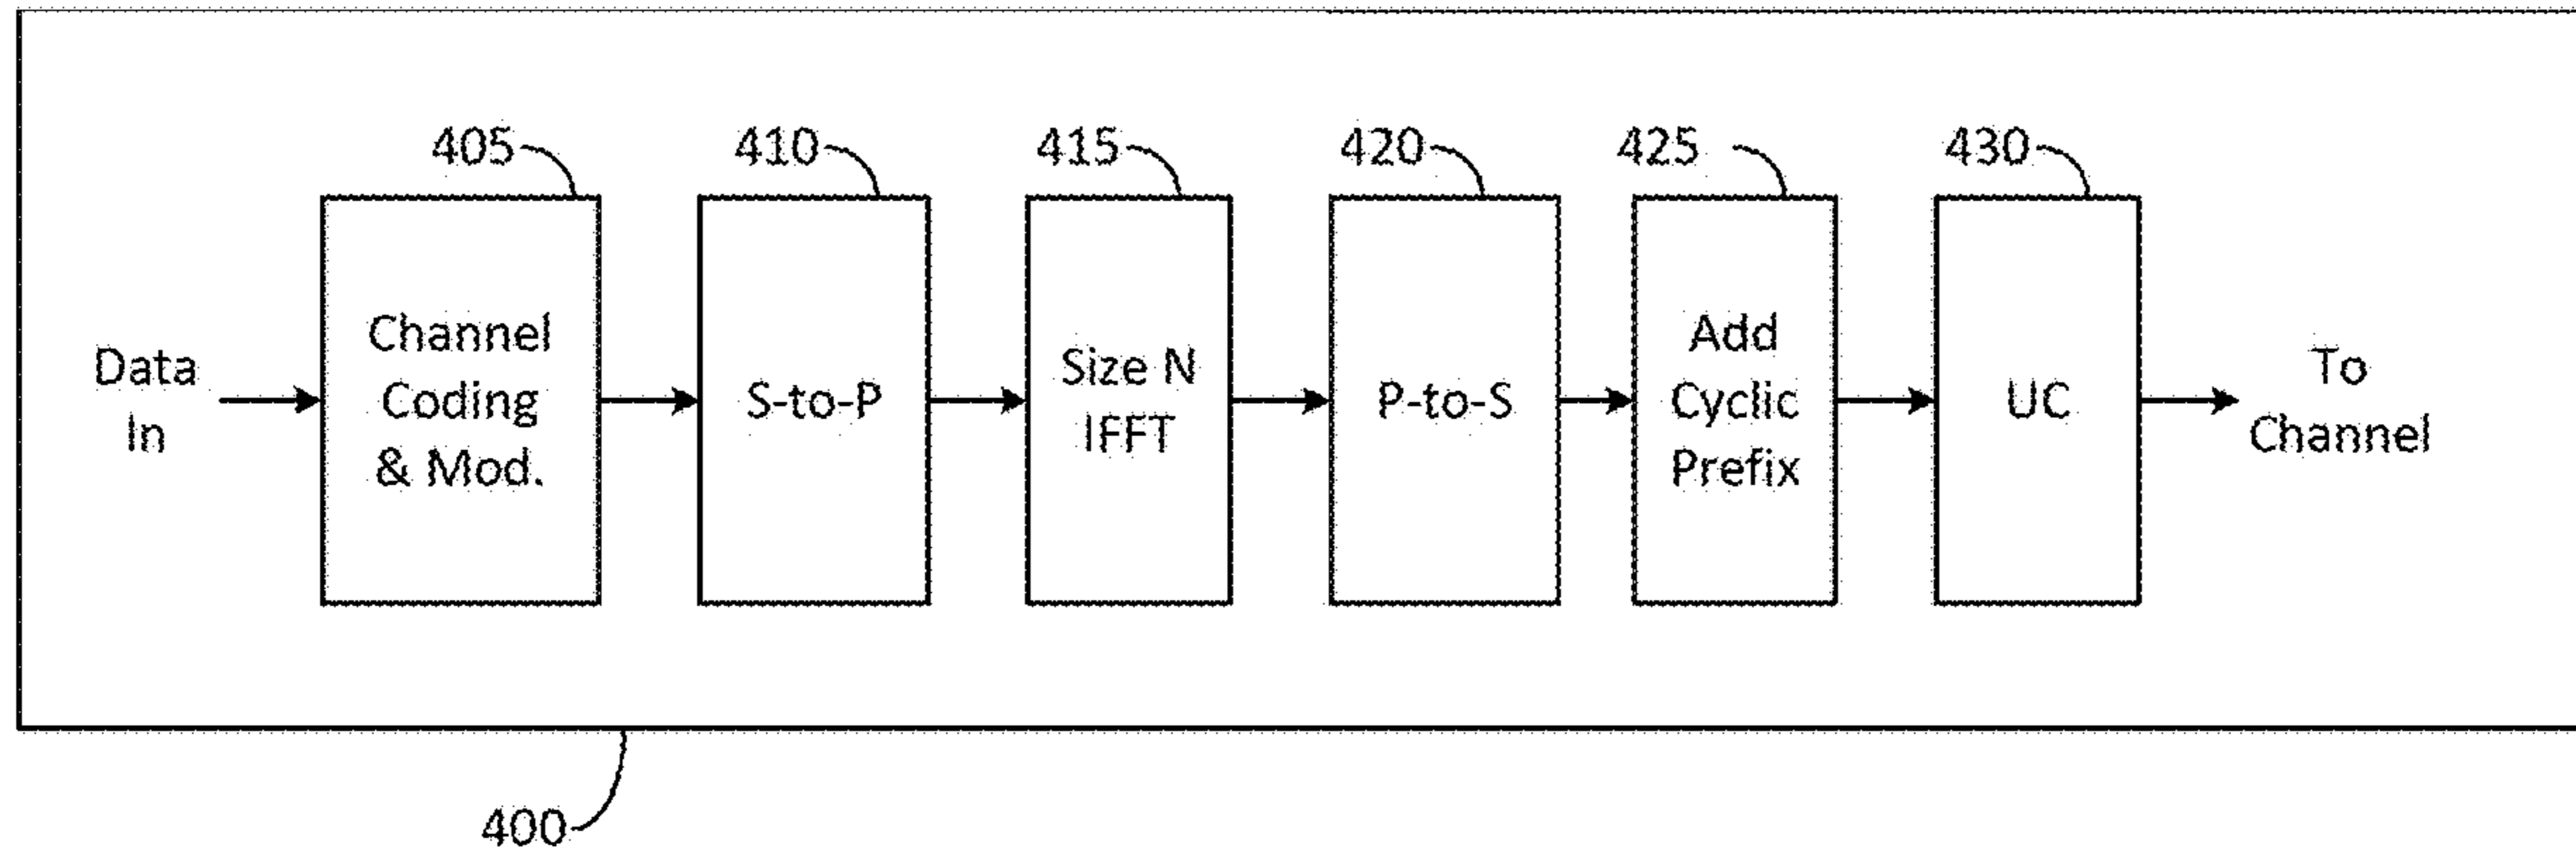 405
410
415
420
425
430
Data
In
Channel
Coding
& Mod.
S-to-P
Size N
IFFT
P-to-S
Add
Cyclic
Prefix
UC
To
Channel
400